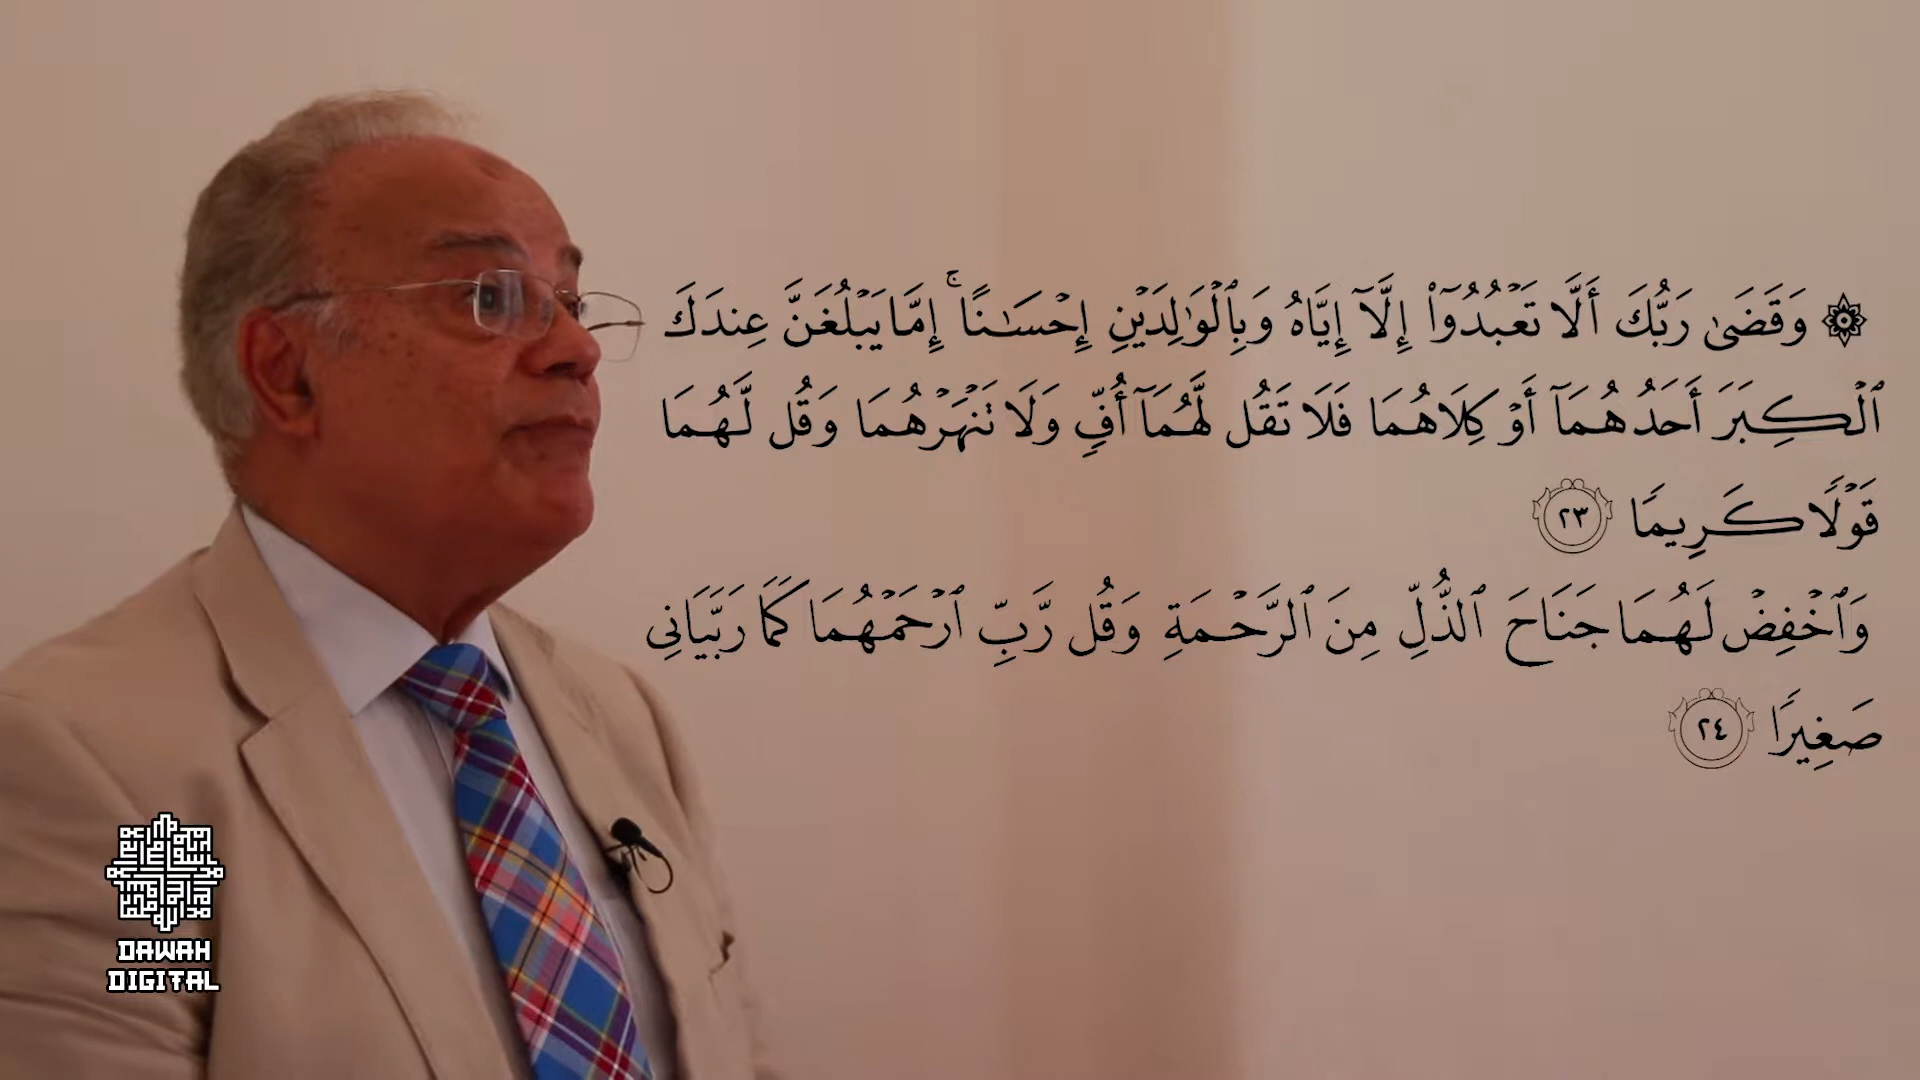 ۞ وَقَضَىٰ رَبُّكَ أَلَّا تَعْبُدُوٓا۟ إِلَّآ إِيَّاهُ وَبِٱلْوَٰلِدَيْنِ إِحْسَـٰنًا ۚ إِمَّا يَبْلُغَنَّ عِندَكَ
ٱلْكِبَرَ أَحَدُهُمَآ أَوْ كِلَاهُمَا فَلَا تَقُل لَّهُمَآ أُفٍّ وَلَا تَنْهَرْهُمَا وَقُل لَّهُمَا
قَوْلًا كَرِيمًا ٢٣
وَٱخْفِضْ لَهُمَا جَنَاحَ ٱلذُّلِّ مِنَ ٱلرَّحْمَةِ وَقُل رَّبِّ ٱرْحَمْهُمَا كَمَا رَبَّيَانِى
صَغِيرًا ٢٤
DAWAH
DIGITAL